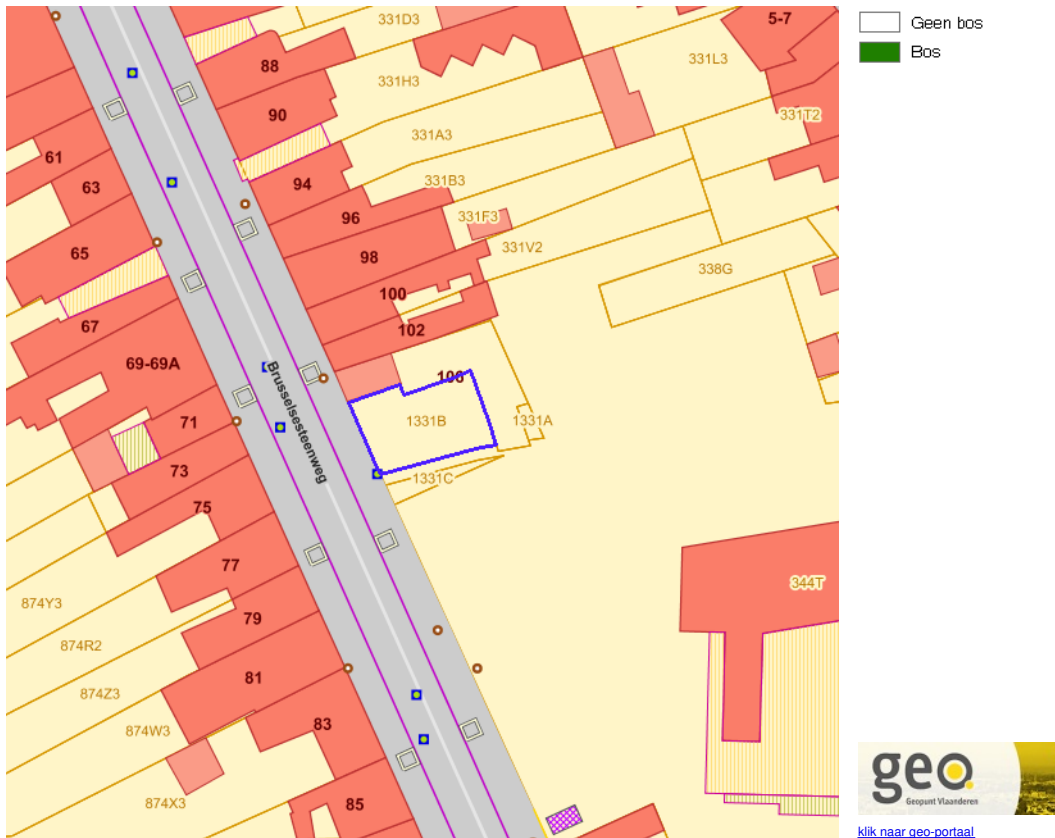 331D3
5-7
Geen bos
Bos
88
331L3
331H3
90
331T2
331A3
61
63
94
331B3
96
331F3
65
98
331V2
338G
100
67
102
69-69A
106
Brusselsesteenweg
71
1331B
1331A
73
1331C
75
77
344T
874Y3
79
874R2
81
874Z3
83
874W3
874X3
85
geo
Geopunt Vlaanderen
klik naar geo-portaal